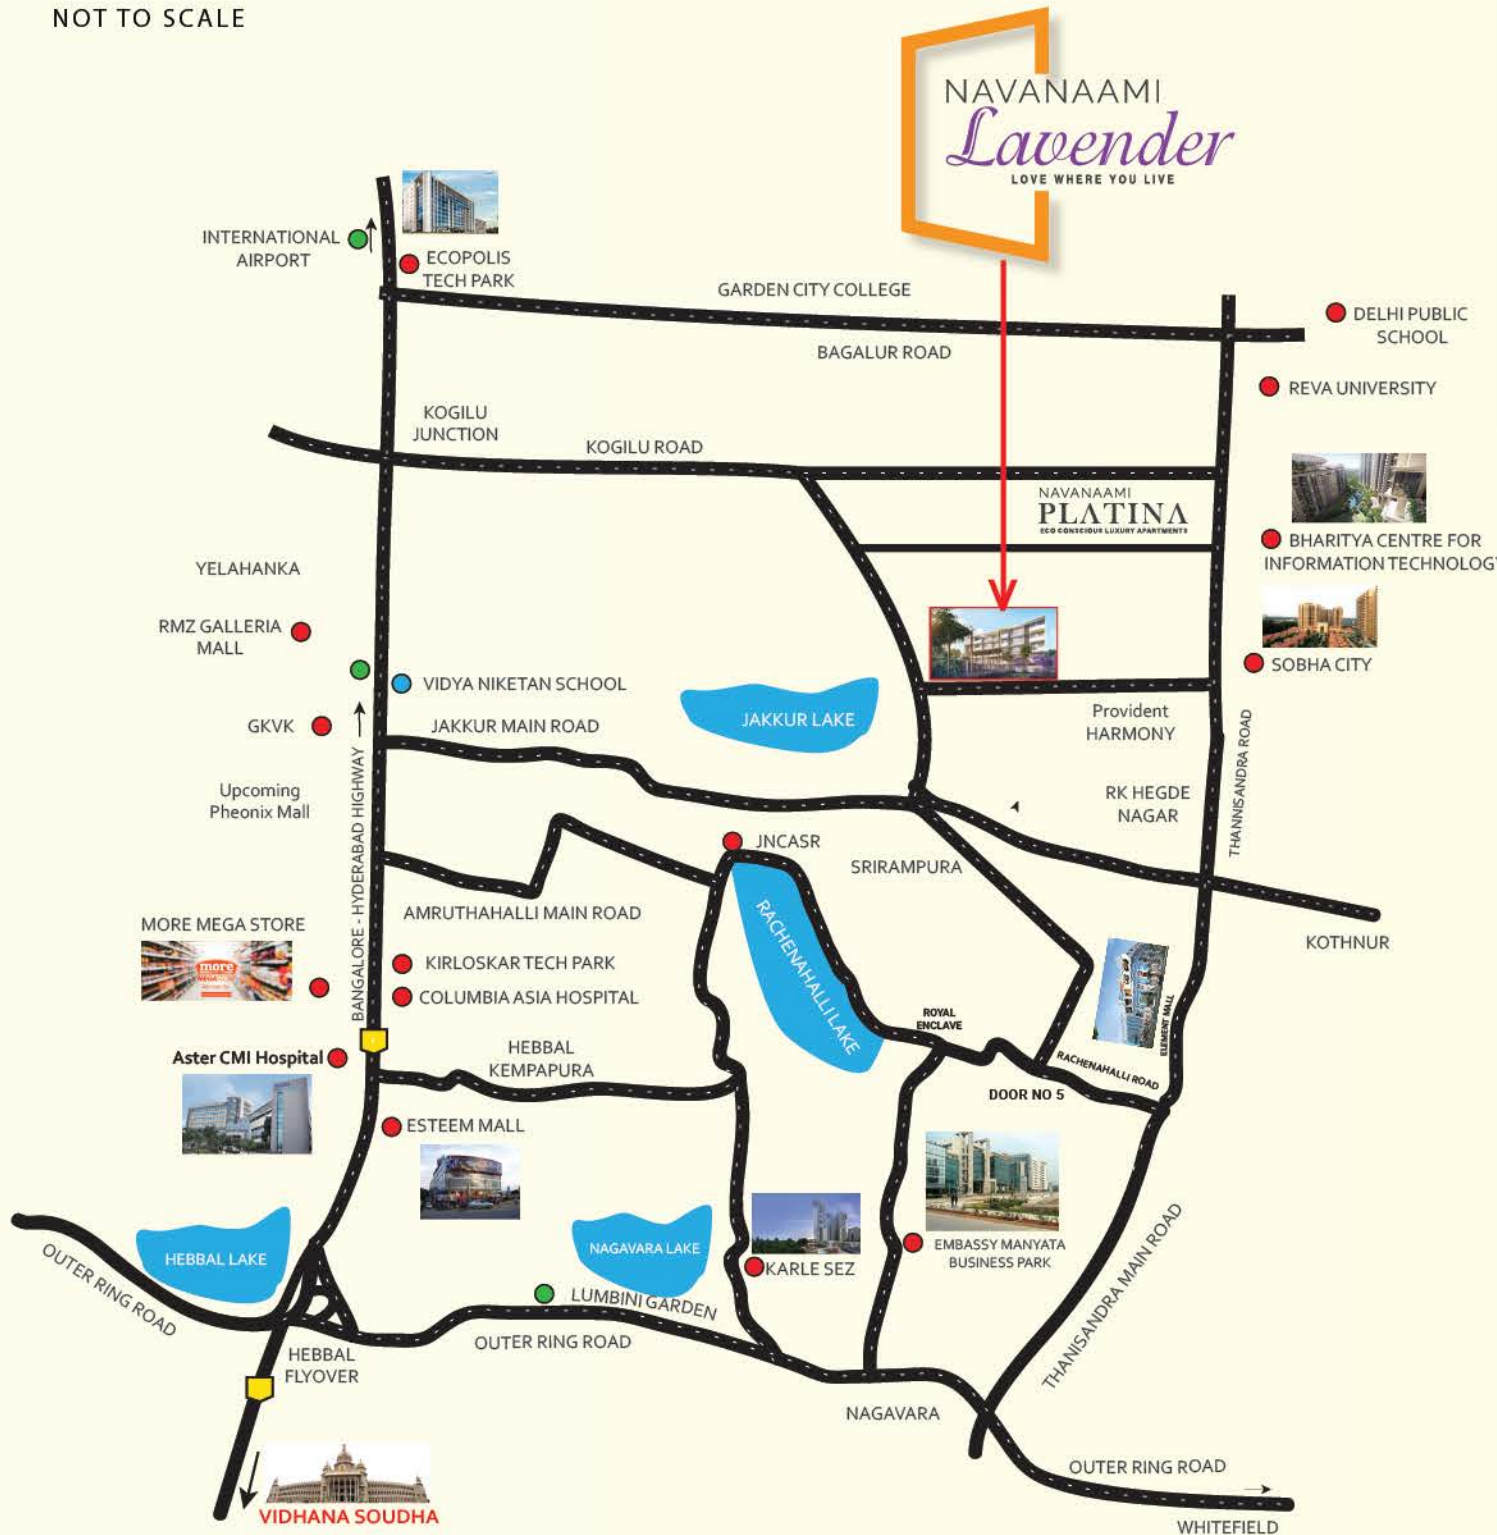 NOT TO SCALE
NAVANAAMI
Lavender
LOVE WHERE YOU LIVE
INTERNATIONAL
AIRPORT
ECOPOLIS
TECH PARK
GARDEN CITY COLLEGE
BAGALUR ROAD
DELHI PUBLIC
SCHOOL
REVA UNIVERSITY
KOGILU
JUNCTION
KOGILU ROAD
NAVANAAMI
PLATINA
ECO CONSCIOUS LUXURY APARTMENTS
BHARITYA CENTRE FOR
INFORMATION TECHNOLOGY
YELAHANKA
RMZ GALLERIA
MALL
SOBHA CITY
VIDYA NIKETAN SCHOOL
GKVK
JAKKUR MAIN ROAD
JAKKUR LAKE
Provident
HARMONY
THANNISANDRA ROAD
Upcoming
Pheonix Mall
BANGALORE - HYDERABAD HIGHWAY
RK HEGDE
NAGAR
JNCASR
SRIRAMPURA
AMRUTHAHALLI MAIN ROAD
RACHENAHALLI LAKE
KOTHNUR
MORE MEGA STORE
more
KIRLOSKAR TECH PARK
COLUMBIA ASIA HOSPITAL
ROYAL
ENCLAVE
ELEMENT MALL
RACHENAHALLI ROAD
Aster CMI Hospital
HEBBAL
KEMPAPURA
DOOR NO 5
ESTEEM MALL
HEBBAL LAKE
NAGAVARA LAKE
KARLE SEZ
EMBASSY MANYATA
BUSINESS PARK
THANISANDRA MAIN ROAD
OUTER RING ROAD
LUMBINI GARDEN
OUTER RING ROAD
HEBBAL
FLYOVER
NAGAVARA
OUTER RING ROAD
WHITEFIELD
VIDHANA SOUDHA